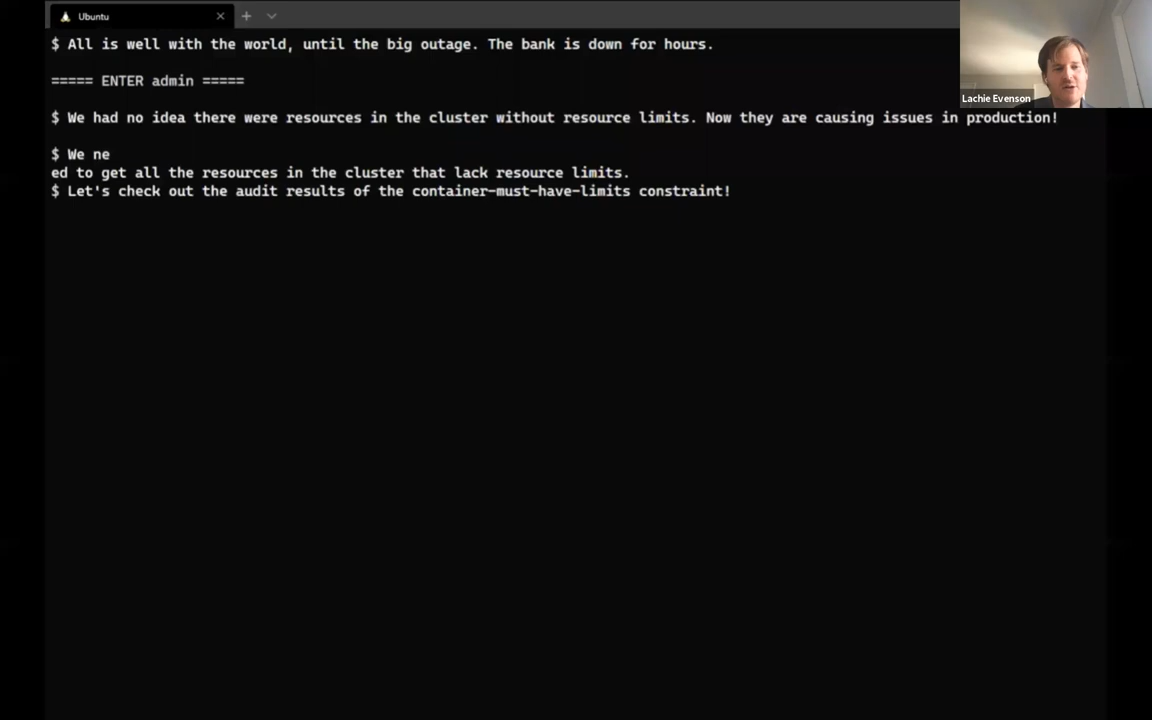 Ubuntu
$ All is well with the world, until the big outage. The bank is down for hours.
===== ENTER admin =====
$ We had no idea there were resources in the cluster without resource limits. Now they are causing issues in production!
$ We ne
ed to get all the resources in the cluster that lack resource limits.
$ Let's check out the audit results of the container-must-have-limits constraint!
Lachie Evenson